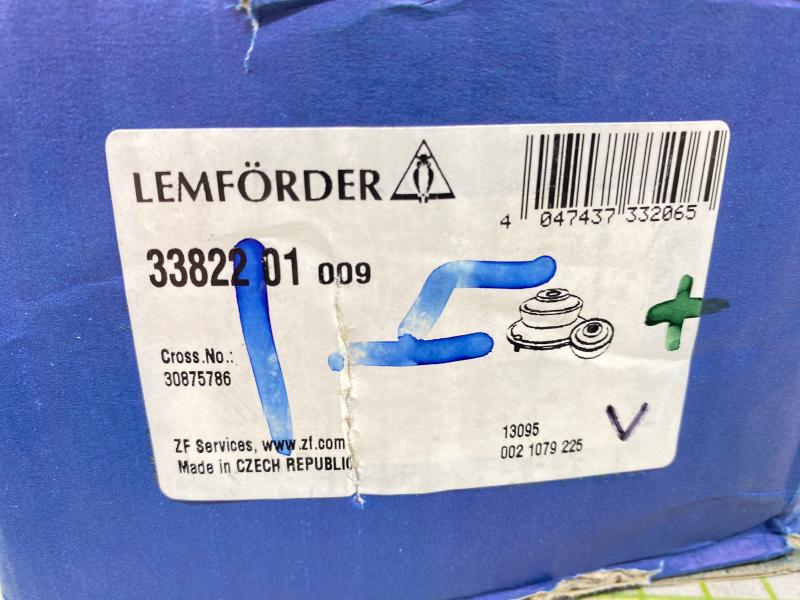 LEMFÖRDER
4 047437 332065
33822 01 009
Cross.No.:
30875786
ZF Services, www.zf.com
Made in CZECH REPUBLIC
13095
002 1079 225
V